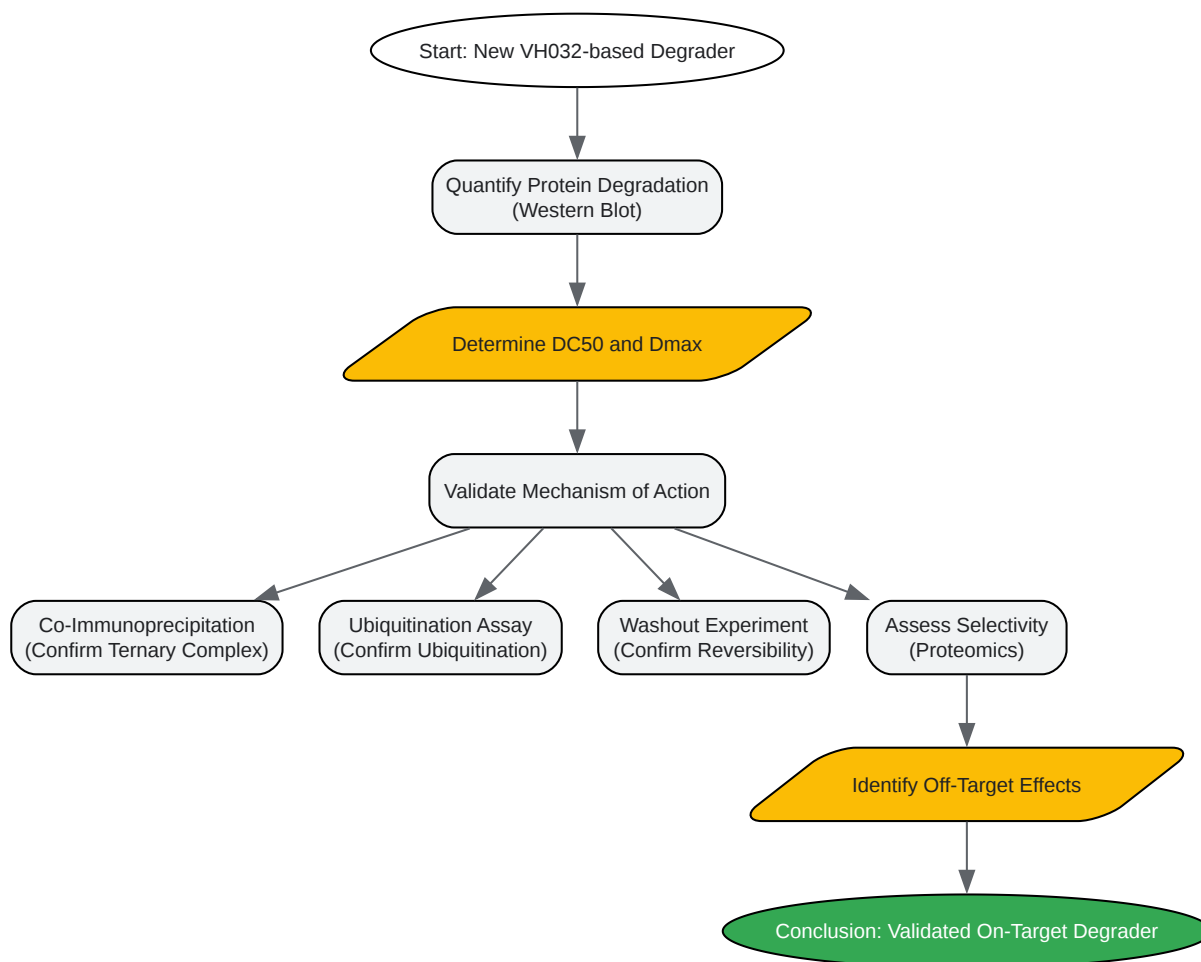 Start: New VH032-based Degrader
Quantify Protein Degradation
(Western Blot)
Determine DC50 and Dmax
Validate Mechanism of Action
Co-Immunoprecipitation
(Confirm Ternary Complex)
Ubiquitination Assay
(Confirm Ubiquitination)
Washout Experiment
(Confirm Reversibility)
Assess Selectivity
(Proteomics)
Identify Off-Target Effects
Conclusion: Validated On-Target Degrader